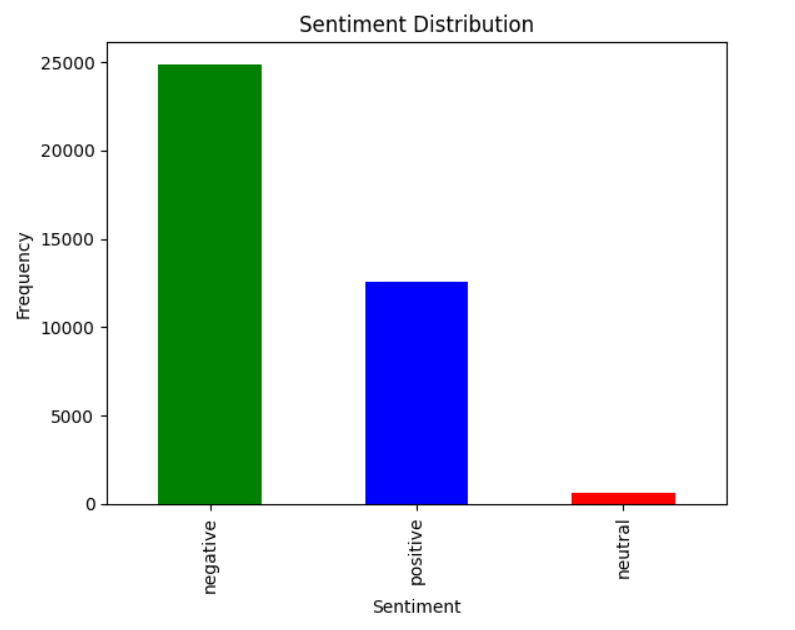 Sentiment Distribution
25000
20000
15000
10000
5000
0
Frequency
negative
positive
neutral
Sentiment